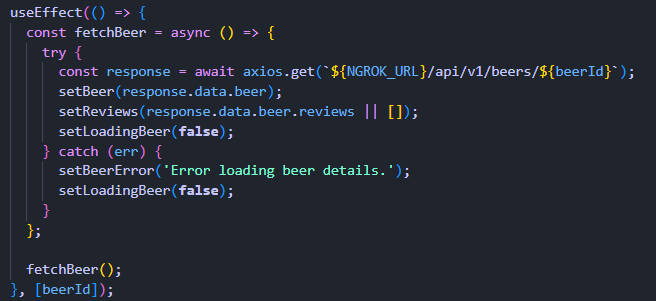 useEffect(() => {
  const fetchBeer = async () => {
    try {
      const response = await axios.get(`${NGROK_URL}/api/v1/beers/${beerId}`);
      setBeer(response.data.beer);
      setReviews(response.data.beer.reviews || []);
      setLoadingBeer(false);
    } catch (err) {
      setBeerError('Error loading beer details.');
      setLoadingBeer(false);
    }
  };

  fetchBeer();
}, [beerId]);